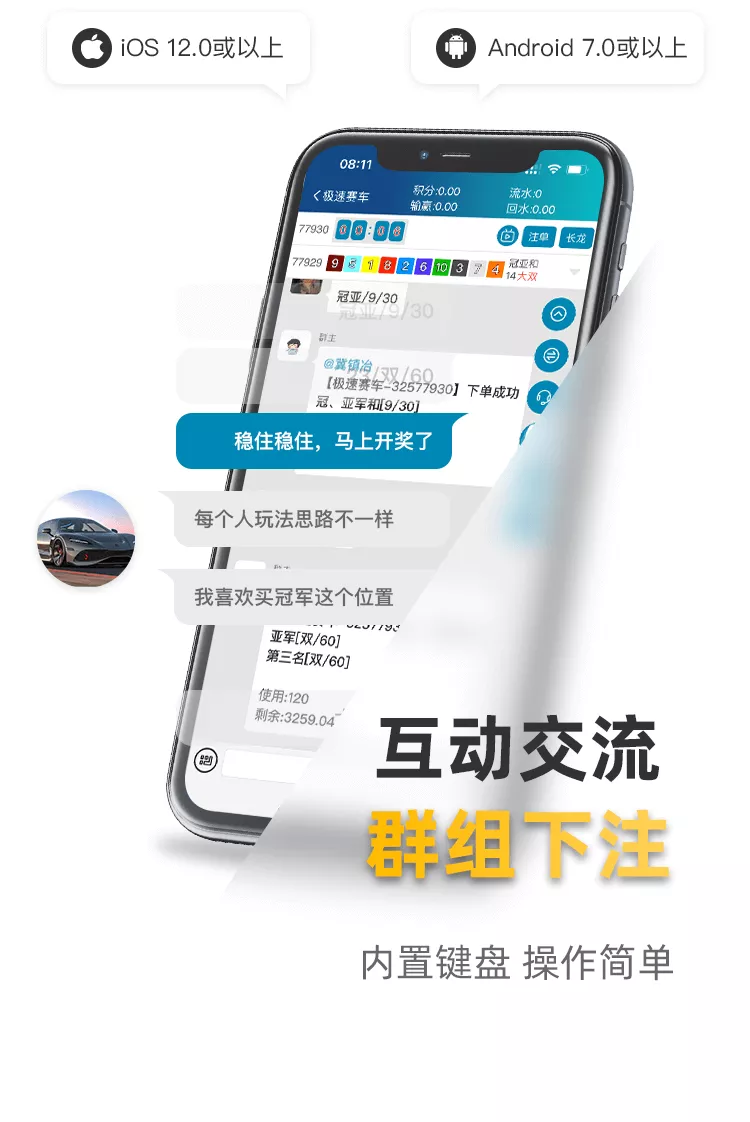 iOS 12.0或以上
Android 7.0或以上
08:11
极速赛车
积分:0.00
流水:0
输赢:0.00
回水:0.00
77930
00:06
注单
长龙
77929 9 5 1 8 2 6 10 3 7 4 冠亚和
14大双
冠亚/9/30
冠亚/9/30
群主
23/双/60
@冀镇冶
【极速赛车-32577930】下单成功
冠、亚军和[9/30]
稳住稳住，马上开奖了
每个人玩法思路不一样
我喜欢买冠军这个位置
亚军[双/60]
第三名[双/60]
使用:120
剩余:3259.04
互动交流
群组下注
内置键盘 操作简单